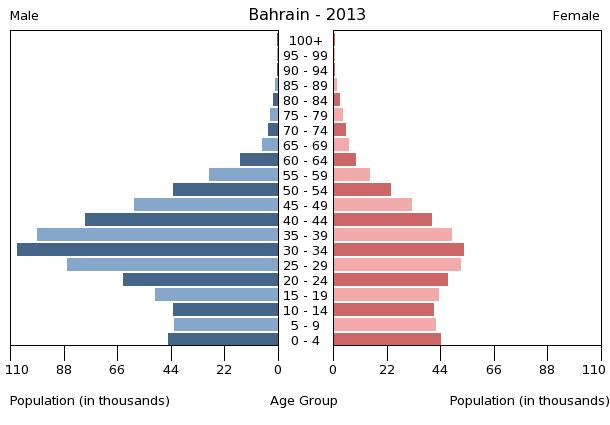 Bahrain - 2013
Male
Female
100+
95 - 99
90 - 94
85 - 89
80 - 84
75 - 79
70 - 74
65 - 69
60 - 64
55 - 59
50 - 54
45 - 49
40 - 44
35 - 39
30 - 34
25 - 29
20 - 24
15 - 19
10 - 14
5 - 9
0 - 4
110 88 66 44 22 0 0 22 44 66 88 110
Population (in thousands) Age Group Population (in thousands)